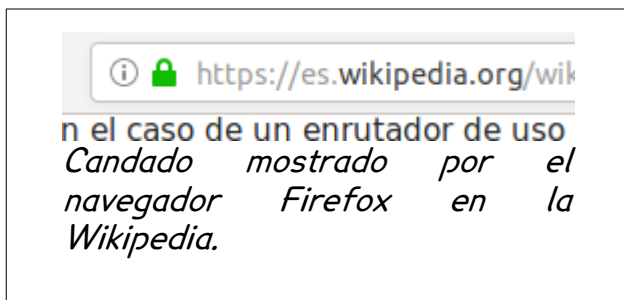 https://es.wikipedia.org/wik
n el caso de un enrutador de uso
Candado mostrado por el
navegador Firefox en la
Wikipedia.